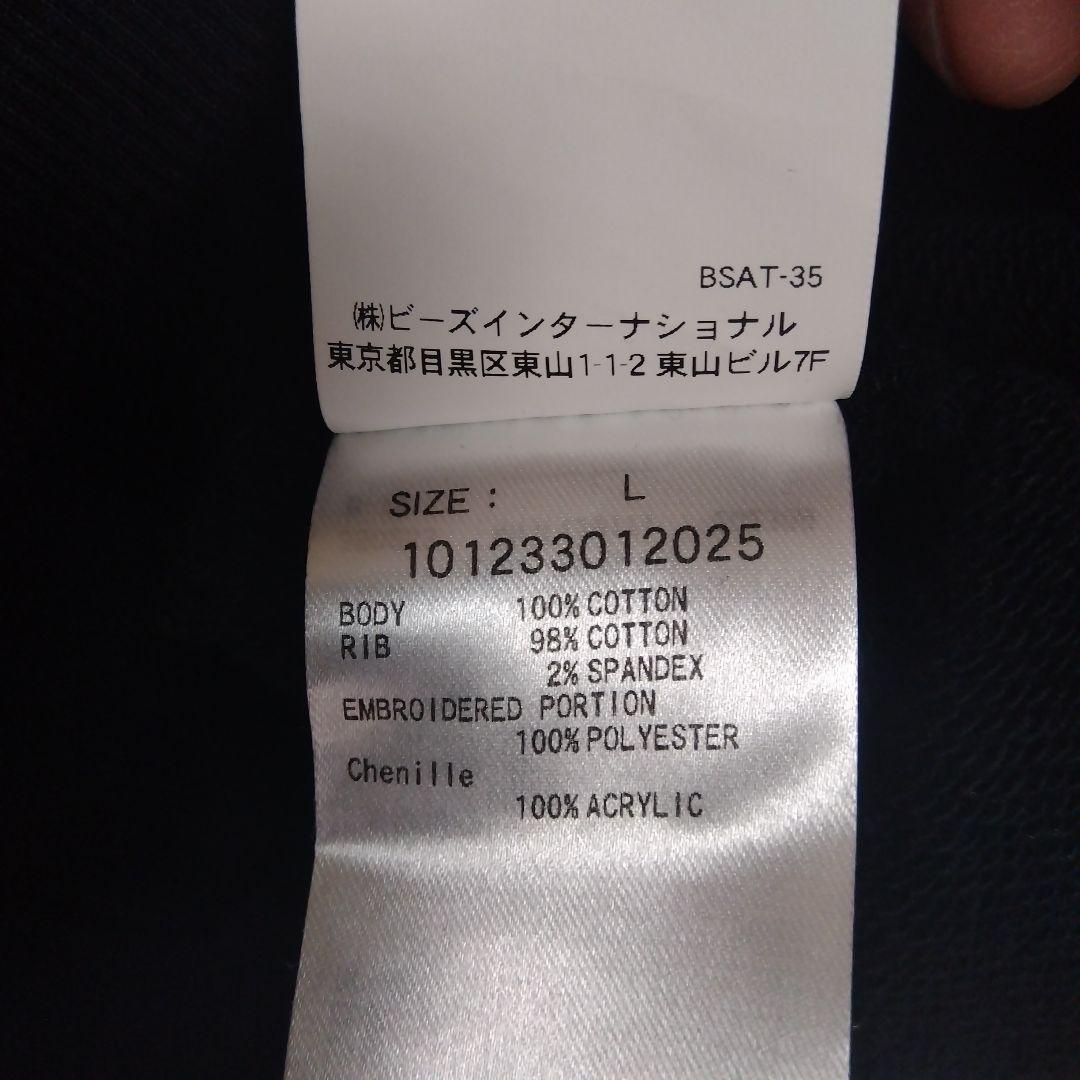 BSAT-35
㈱ビーズインターナショナル
東京都目黒区東山1-1-2 東山ビル7F
SIZE : L
101233012025
BODY 100% COTTON
RIB 98% COTTON
2% SPANDEX
EMBROIDERED PORTION
100% POLYESTER
Chenille
100% ACRYLIC